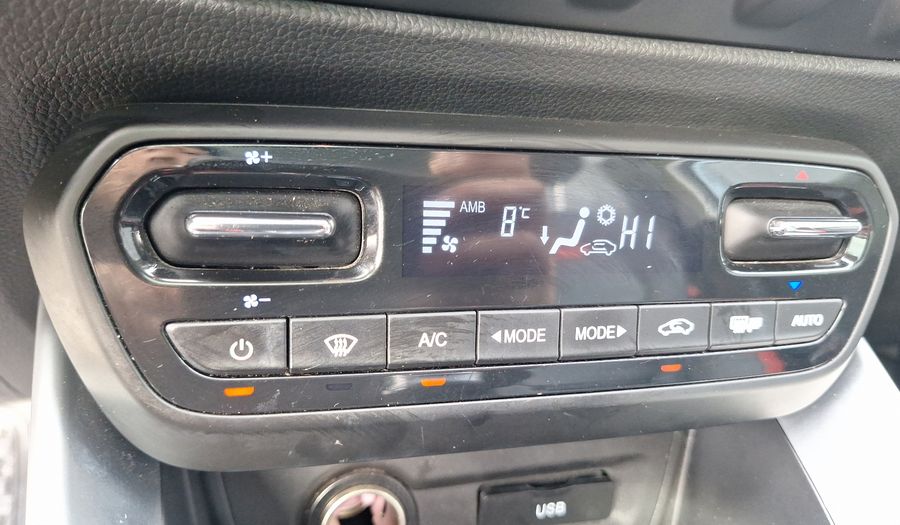 AMB 8°C HI
A/C ◀MODE MODE▶ AUTO
USB